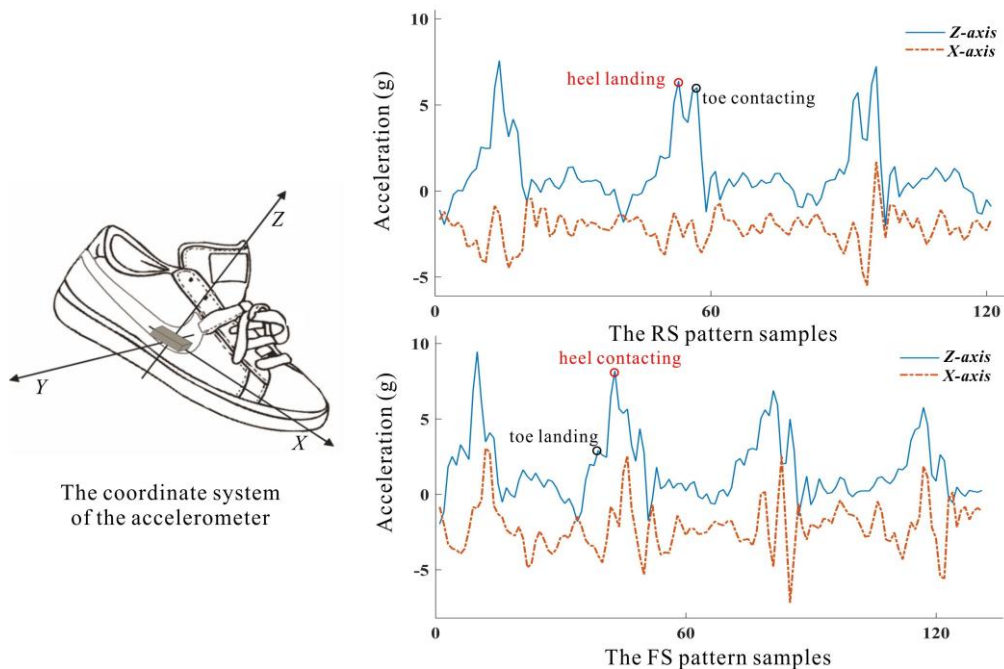 Z
Y
X
The coordinate system
of the accelerometer
10
5
0
-5
Acceleration (g)
Z-axis
X-axis
heel landing
toe contacting
0
60
120
The RS pattern samples
10
5
0
-5
Acceleration (g)
Z-axis
X-axis
heel contacting
toe landing
0
60
120
The FS pattern samples